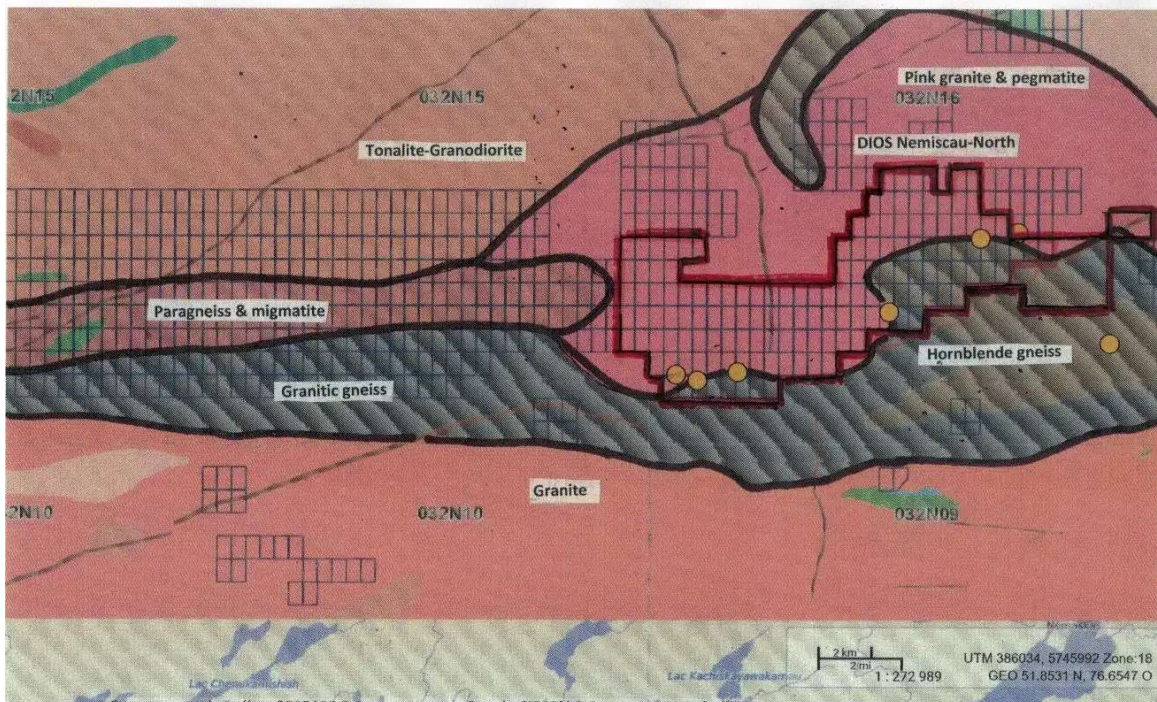 Pink granite & pegmatite
2N15
032N15
032N16
Tonalite-Granodiorite
DIOS Nemiscau-North
Paragneiss & migmatite
Hornblende gneiss
Granitic gneiss
Granite
2N10
032N10
032N09
2 km
2 mi
1 : 272 989
UTM 386034, 5745992 Zone:18
GEO 51.8531 N, 76.6547 O
Lac Chemikamishish
Lac Kachiskayawakamau